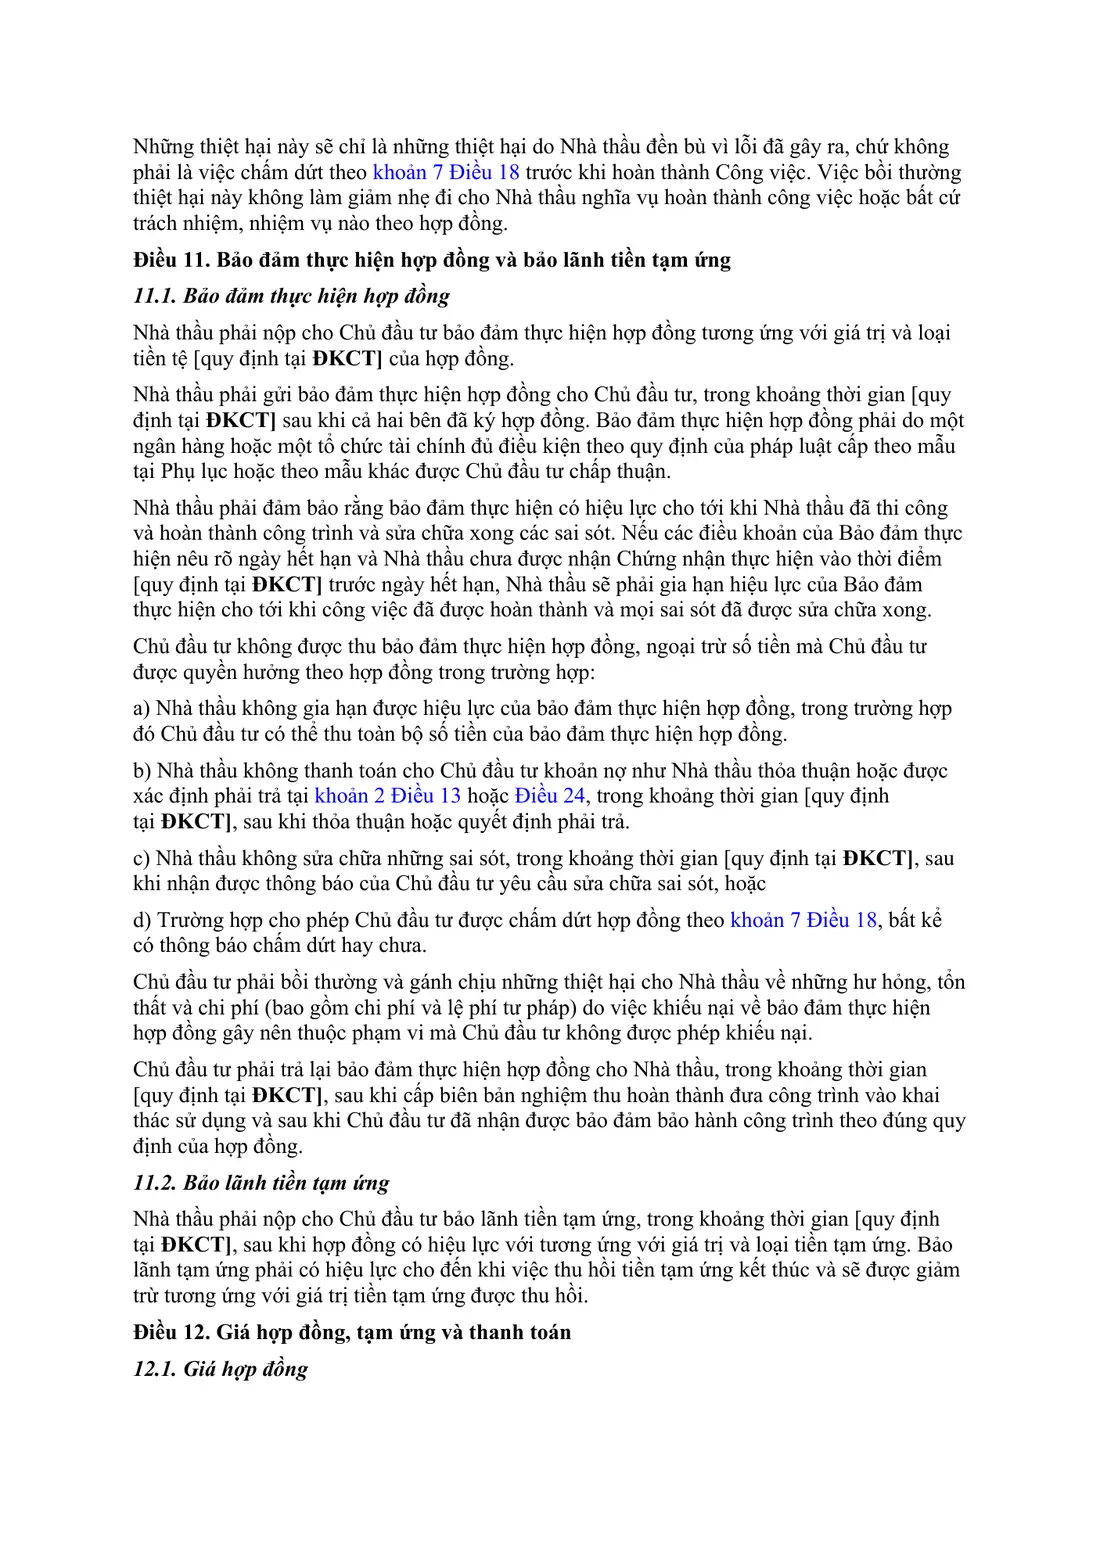 Những thiệt hại này sẽ chỉ là những thiệt hại do Nhà thầu đền bù vì lỗi đã gây ra, chứ không
phải là việc chấm dứt theo khoản 7 Điều 18 trước khi hoàn thành Công việc. Việc bồi thường
thiệt hại này không làm giảm nhẹ đi cho Nhà thầu nghĩa vụ hoàn thành công việc hoặc bất cứ
trách nhiệm, nhiệm vụ nào theo hợp đồng.
Điều 11. Bảo đảm thực hiện hợp đồng và bảo lãnh tiền tạm ứng
11.1. Bảo đảm thực hiện hợp đồng
Nhà thầu phải nộp cho Chủ đầu tư bảo đảm thực hiện hợp đồng tương ứng với giá trị và loại
tiền tệ [quy định tại ĐKCT] của hợp đồng.
Nhà thầu phải gửi bảo đảm thực hiện hợp đồng cho Chủ đầu tư, trong khoảng thời gian [quy
định tại ĐKCT] sau khi cả hai bên đã ký hợp đồng. Bảo đảm thực hiện hợp đồng phải do một
ngân hàng hoặc một tổ chức tài chính đủ điều kiện theo quy định của pháp luật cấp theo mẫu
tại Phụ lục hoặc theo mẫu khác được Chủ đầu tư chấp thuận.
Nhà thầu phải đảm bảo rằng bảo đảm thực hiện có hiệu lực cho tới khi Nhà thầu đã thi công
và hoàn thành công trình và sửa chữa xong các sai sót. Nếu các điều khoản của Bảo đảm thực
hiện nêu rõ ngày hết hạn và Nhà thầu chưa được nhận Chứng nhận thực hiện vào thời điểm
[quy định tại ĐKCT] trước ngày hết hạn, Nhà thầu sẽ phải gia hạn hiệu lực của Bảo đảm
thực hiện cho tới khi công việc đã được hoàn thành và mọi sai sót đã được sửa chữa xong.
Chủ đầu tư không được thu bảo đảm thực hiện hợp đồng, ngoại trừ số tiền mà Chủ đầu tư
được quyền hưởng theo hợp đồng trong trường hợp:
a) Nhà thầu không gia hạn được hiệu lực của bảo đảm thực hiện hợp đồng, trong trường hợp
đó Chủ đầu tư có thể thu toàn bộ số tiền của bảo đảm thực hiện hợp đồng.
b) Nhà thầu không thanh toán cho Chủ đầu tư khoản nợ như Nhà thầu thỏa thuận hoặc được
xác định phải trả tại khoản 2 Điều 13 hoặc Điều 24, trong khoảng thời gian [quy định
tại ĐKCT], sau khi thỏa thuận hoặc quyết định phải trả.
c) Nhà thầu không sửa chữa những sai sót, trong khoảng thời gian [quy định tại ĐKCT], sau
khi nhận được thông báo của Chủ đầu tư yêu cầu sửa chữa sai sót, hoặc
d) Trường hợp cho phép Chủ đầu tư được chấm dứt hợp đồng theo khoản 7 Điều 18, bất kể
có thông báo chấm dứt hay chưa.
Chủ đầu tư phải bồi thường và gánh chịu những thiệt hại cho Nhà thầu về những hư hỏng, tổn
thất và chi phí (bao gồm chi phí và lệ phí tư pháp) do việc khiếu nại về bảo đảm thực hiện
hợp đồng gây nên thuộc phạm vi mà Chủ đầu tư không được phép khiếu nại.
Chủ đầu tư phải trả lại bảo đảm thực hiện hợp đồng cho Nhà thầu, trong khoảng thời gian
[quy định tại ĐKCT], sau khi cấp biên bản nghiệm thu hoàn thành đưa công trình vào khai
thác sử dụng và sau khi Chủ đầu tư đã nhận được bảo đảm bảo hành công trình theo đúng quy
định của hợp đồng.
11.2. Bảo lãnh tiền tạm ứng
Nhà thầu phải nộp cho Chủ đầu tư bảo lãnh tiền tạm ứng, trong khoảng thời gian [quy định
tại ĐKCT], sau khi hợp đồng có hiệu lực với tương ứng với giá trị và loại tiền tạm ứng. Bảo
lãnh tạm ứng phải có hiệu lực cho đến khi việc thu hồi tiền tạm ứng kết thúc và sẽ được giảm
trừ tương ứng với giá trị tiền tạm ứng được thu hồi.
Điều 12. Giá hợp đồng, tạm ứng và thanh toán
12.1. Giá hợp đồng